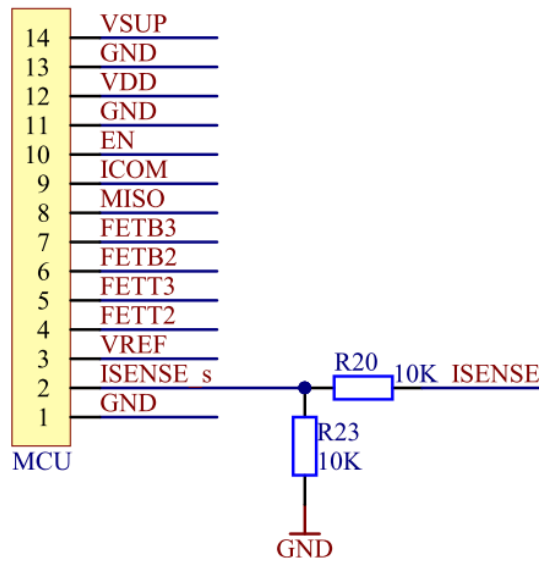 14 VSUP
13 GND
12 VDD
11 GND
10 EN
9 ICOM
8 MISO
7 FETB3
6 FETB2
5 FETT3
4 FETT2
3 VREF
2 ISENSE_s
1 GND
MCU
R20
10K ISENSE
R23
10K
GND